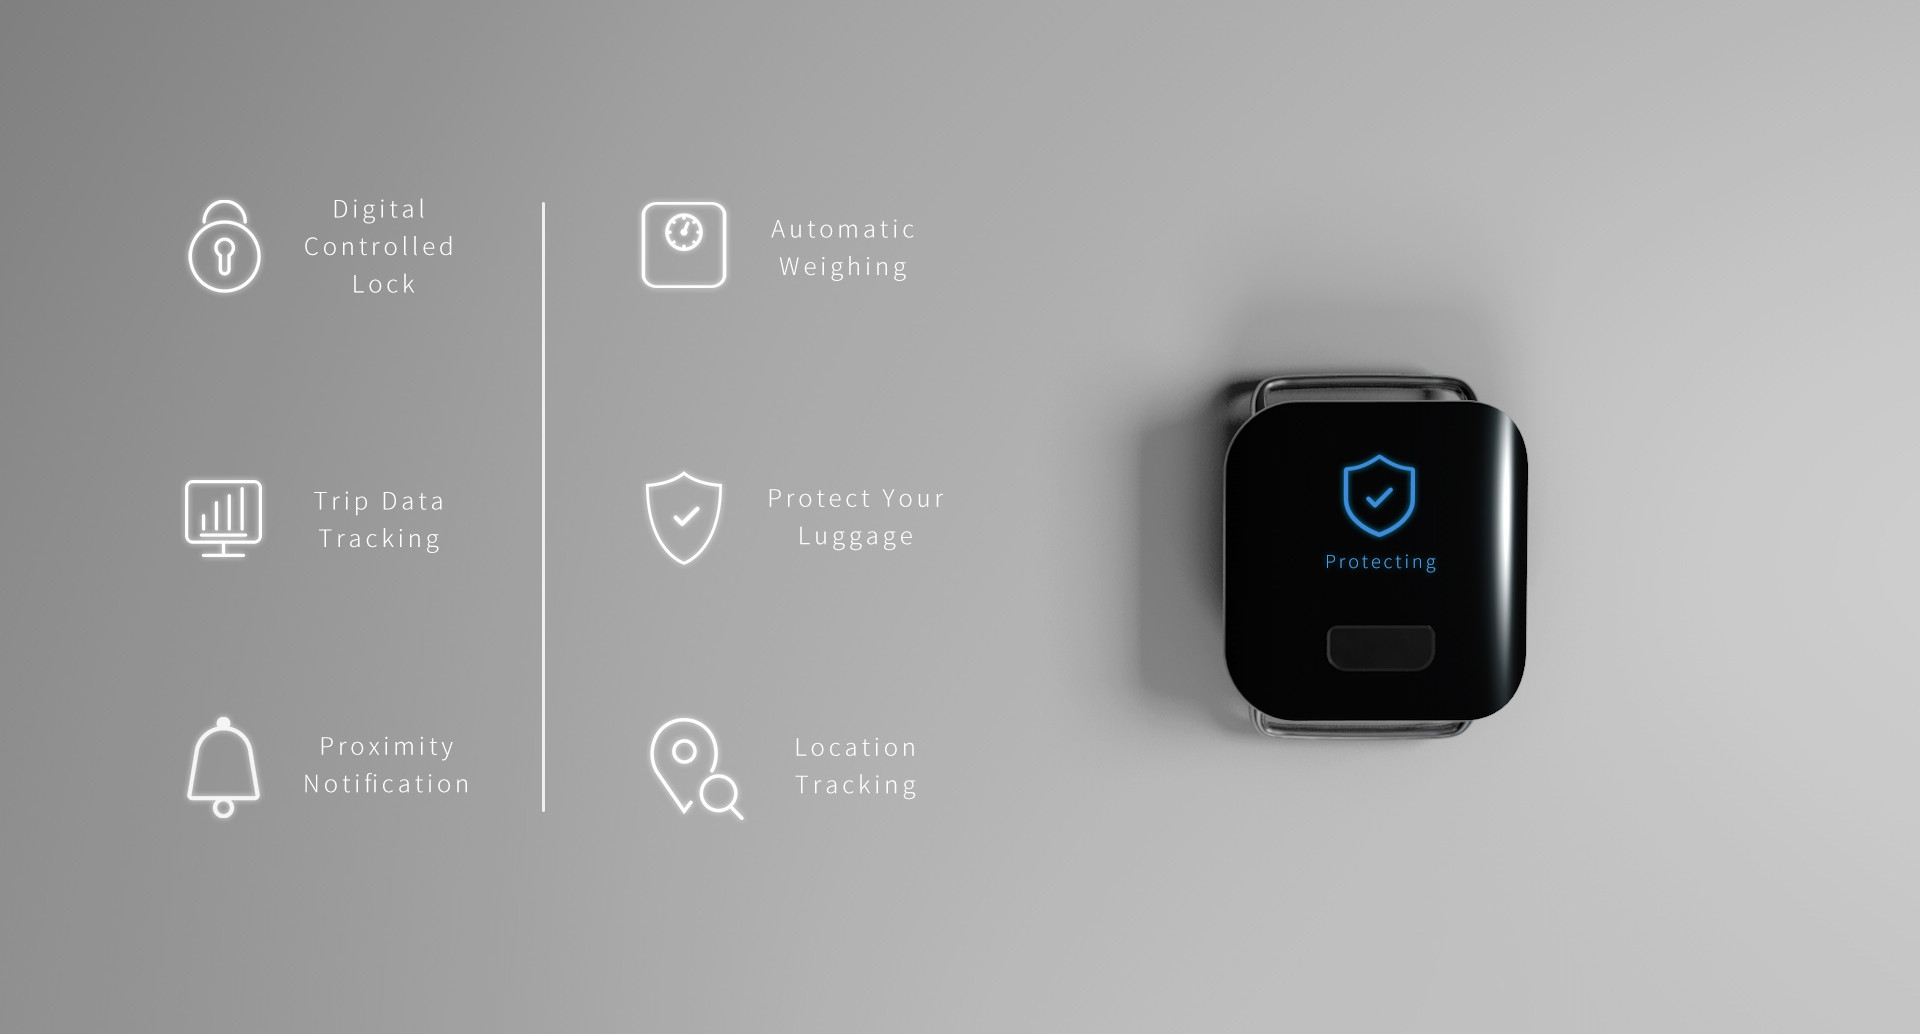 Digital
Controlled
Lock
Automatic
Weighing
Trip Data
Tracking
Protect Your
Luggage
Proximity
Notification
Location
Tracking
Protecting